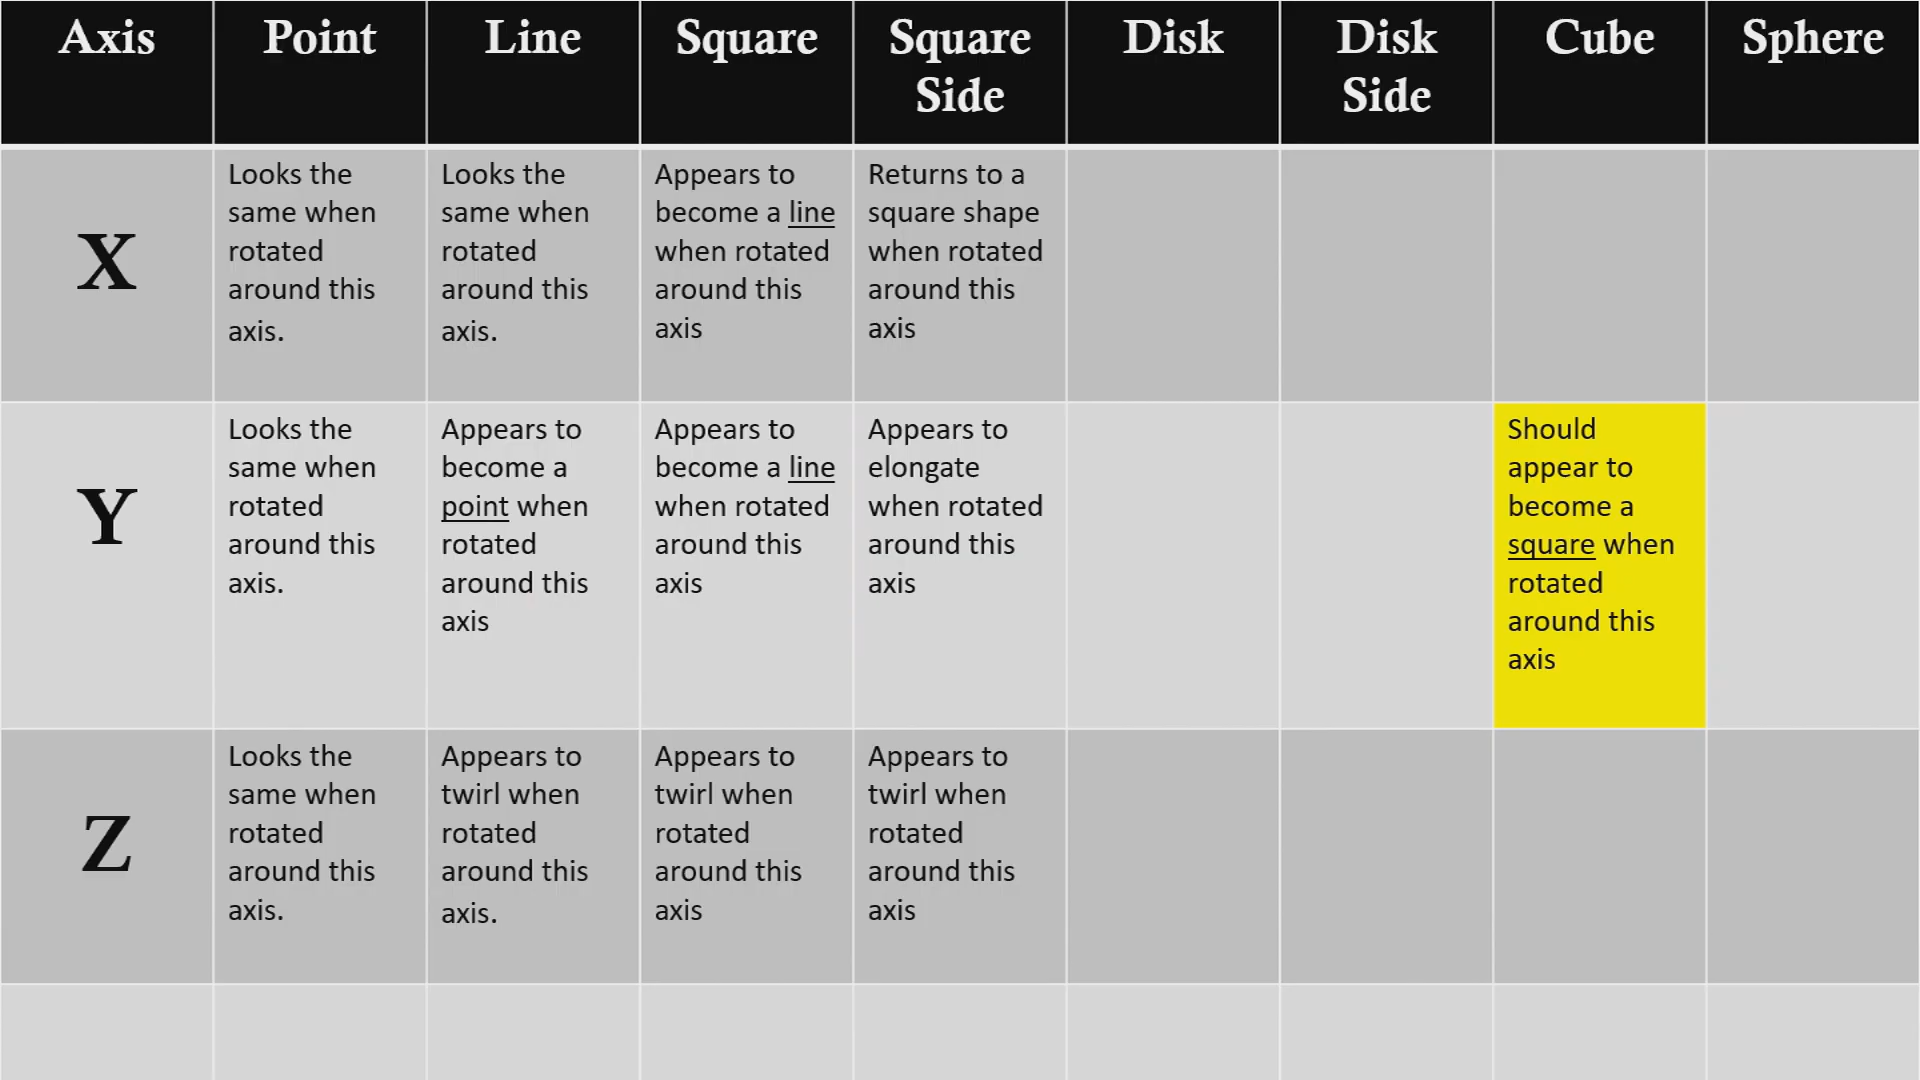 Axis
Point
Line
Square
Square
Side
Disk
Disk
Side
Cube
Sphere
X
Looks the
same when
rotated
around this
axis.
Looks the
same when
rotated
around this
axis.
Appears to
become a line
when rotated
around this
axis
Returns to a
square shape
when rotated
around this
axis
Y
Looks the
same when
rotated
around this
axis.
Appears to
become a
point when
rotated
around this
axis
Appears to
become a line
when rotated
around this
axis
Appears to
elongate
when rotated
around this
axis
Should
appear to
become a
square when
rotated
around this
axis
Z
Looks the
same when
rotated
around this
axis.
Appears to
twirl when
rotated
around this
axis.
Appears to
twirl when
rotated
around this
axis
Appears to
twirl when
rotated
around this
axis